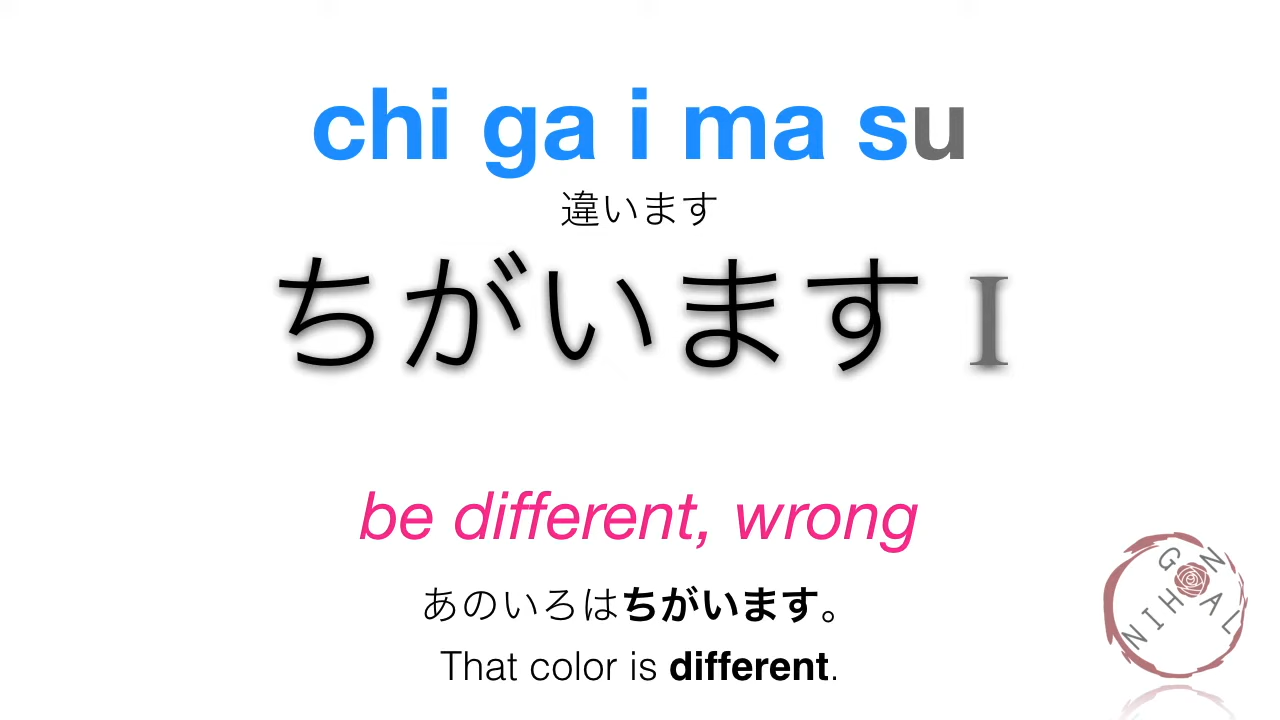 chi ga i ma su
違います
ちがいます I
be different, wrong
あのいろはちがいます。
That color is different.
NIHONGONAL